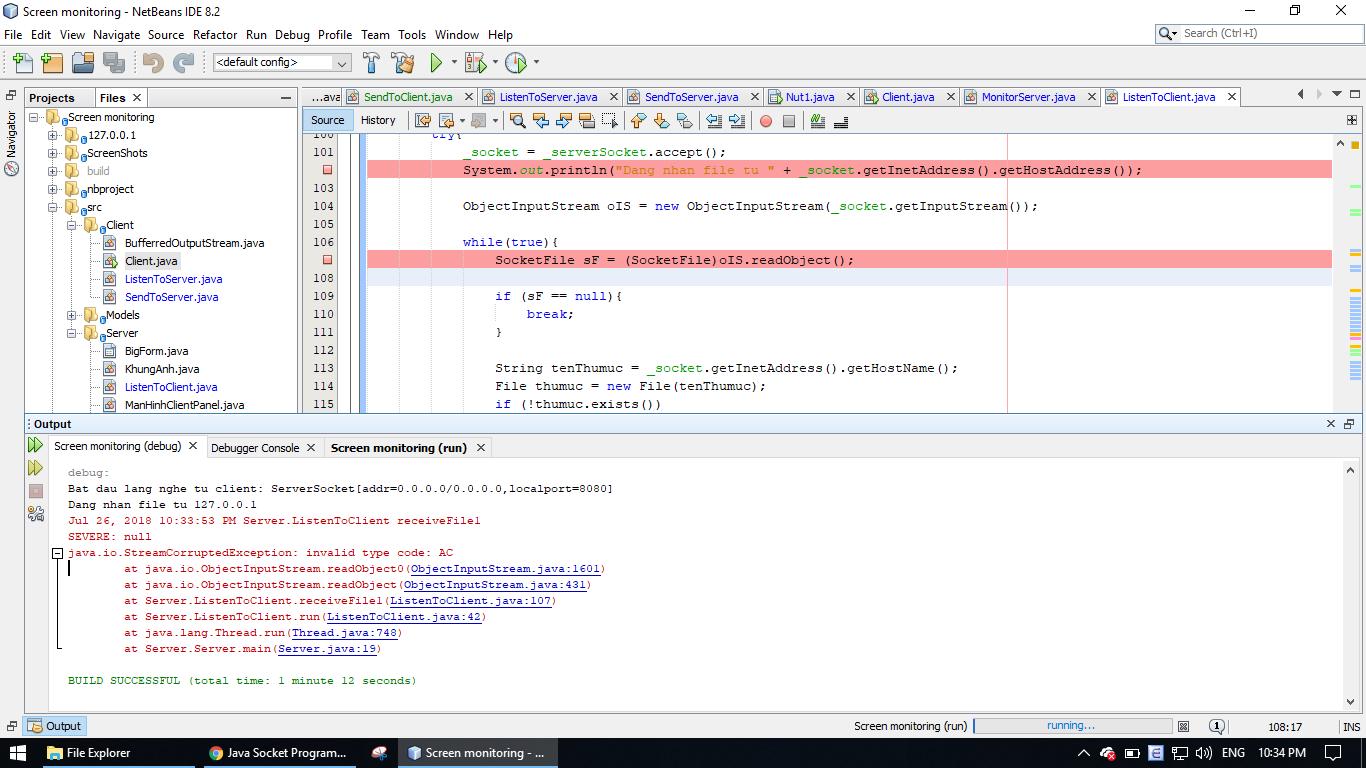 Screen monitoring - NetBeans IDE 8.2
File Edit View Navigate Source Refactor Run Debug Profile Team Tools Window Help
Search (Ctrl+I)
<default config>
Projects Files
Navigator
Screen monitoring
127.0.0.1
ScreenShots
build
nbproject
src
Client
BufferredOutputStream.java
Client.java
ListenToServer.java
SendToServer.java
Models
Server
BigForm.java
KhungAnh.java
ListenToClient.java
ManHinhClientPanel.java
...ava SendToClient.java ListenToServer.java SendToServer.java Nut1.java Client.java MonitorServer.java ListenToClient.java
Source History
100 try{
101 _socket = _serverSocket.accept();
System.out.println("Dang nhan file tu " + _socket.getInetAddress().getHostAddress());
103
104 ObjectInputStream oIS = new ObjectInputStream(_socket.getInputStream());
105
106 while(true){
SocketFile sF = (SocketFile)oIS.readObject();
108
109 if (sF == null){
110 break;
111 }
112
113 String tenThumuc = _socket.getInetAddress().getHostName();
114 File thumuc = new File(tenThumuc);
115 if (!thumuc.exists())
Output
Screen monitoring (debug) Debugger Console Screen monitoring (run)
debug:
Bat dau lang nghe tu client: ServerSocket[addr=0.0.0.0/0.0.0.0,localport=8080]
Dang nhan file tu 127.0.0.1
Jul 26, 2018 10:33:53 PM Server.ListenToClient receiveFile1
SEVERE: null
java.io.StreamCorruptedException: invalid type code: AC
at java.io.ObjectInputStream.readObject0(ObjectInputStream.java:1601)
at java.io.ObjectInputStream.readObject(ObjectInputStream.java:431)
at Server.ListenToClient.receiveFile1(ListenToClient.java:107)
at Server.ListenToClient.run(ListenToClient.java:42)
at java.lang.Thread.run(Thread.java:748)
at Server.Server.main(Server.java:19)
BUILD SUCCESSFUL (total time: 1 minute 12 seconds)
Output
Screen monitoring (run) running... 1 108:17 INS
File Explorer Java Socket Program... Screen monitoring - ... ENG 10:34 PM